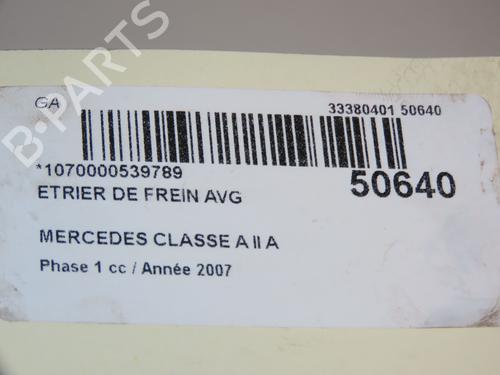 GA
33380401 50640
*1070000539789
50640
ETRIER DE FREIN AVG
MERCEDES CLASSE A II A
Phase 1 cc / Année 2007
B-PARTS